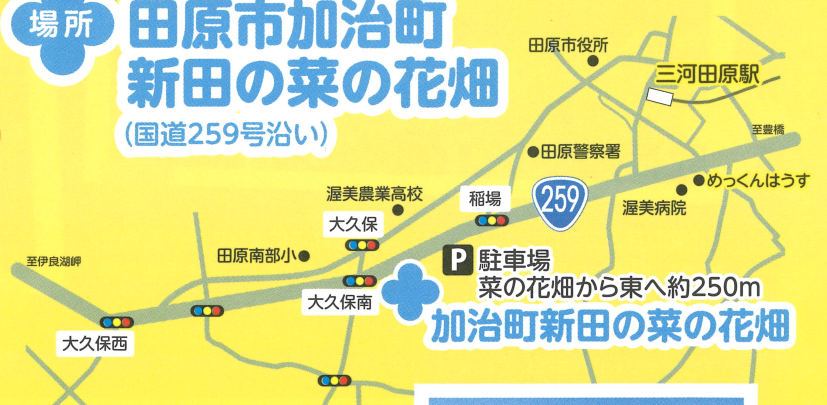 場所
田原市加治町
新田の菜の花畑
(国道259号沿い)
田原市役所
三河田原駅
至豊橋
田原警察署
めっくんはうす
渥美農業高校
稲場
259
渥美病院
大久保
田原南部小
至伊良湖岬
P 駐車場
菜の花畑から東へ約250m
大久保南
加治町新田の菜の花畑
大久保西